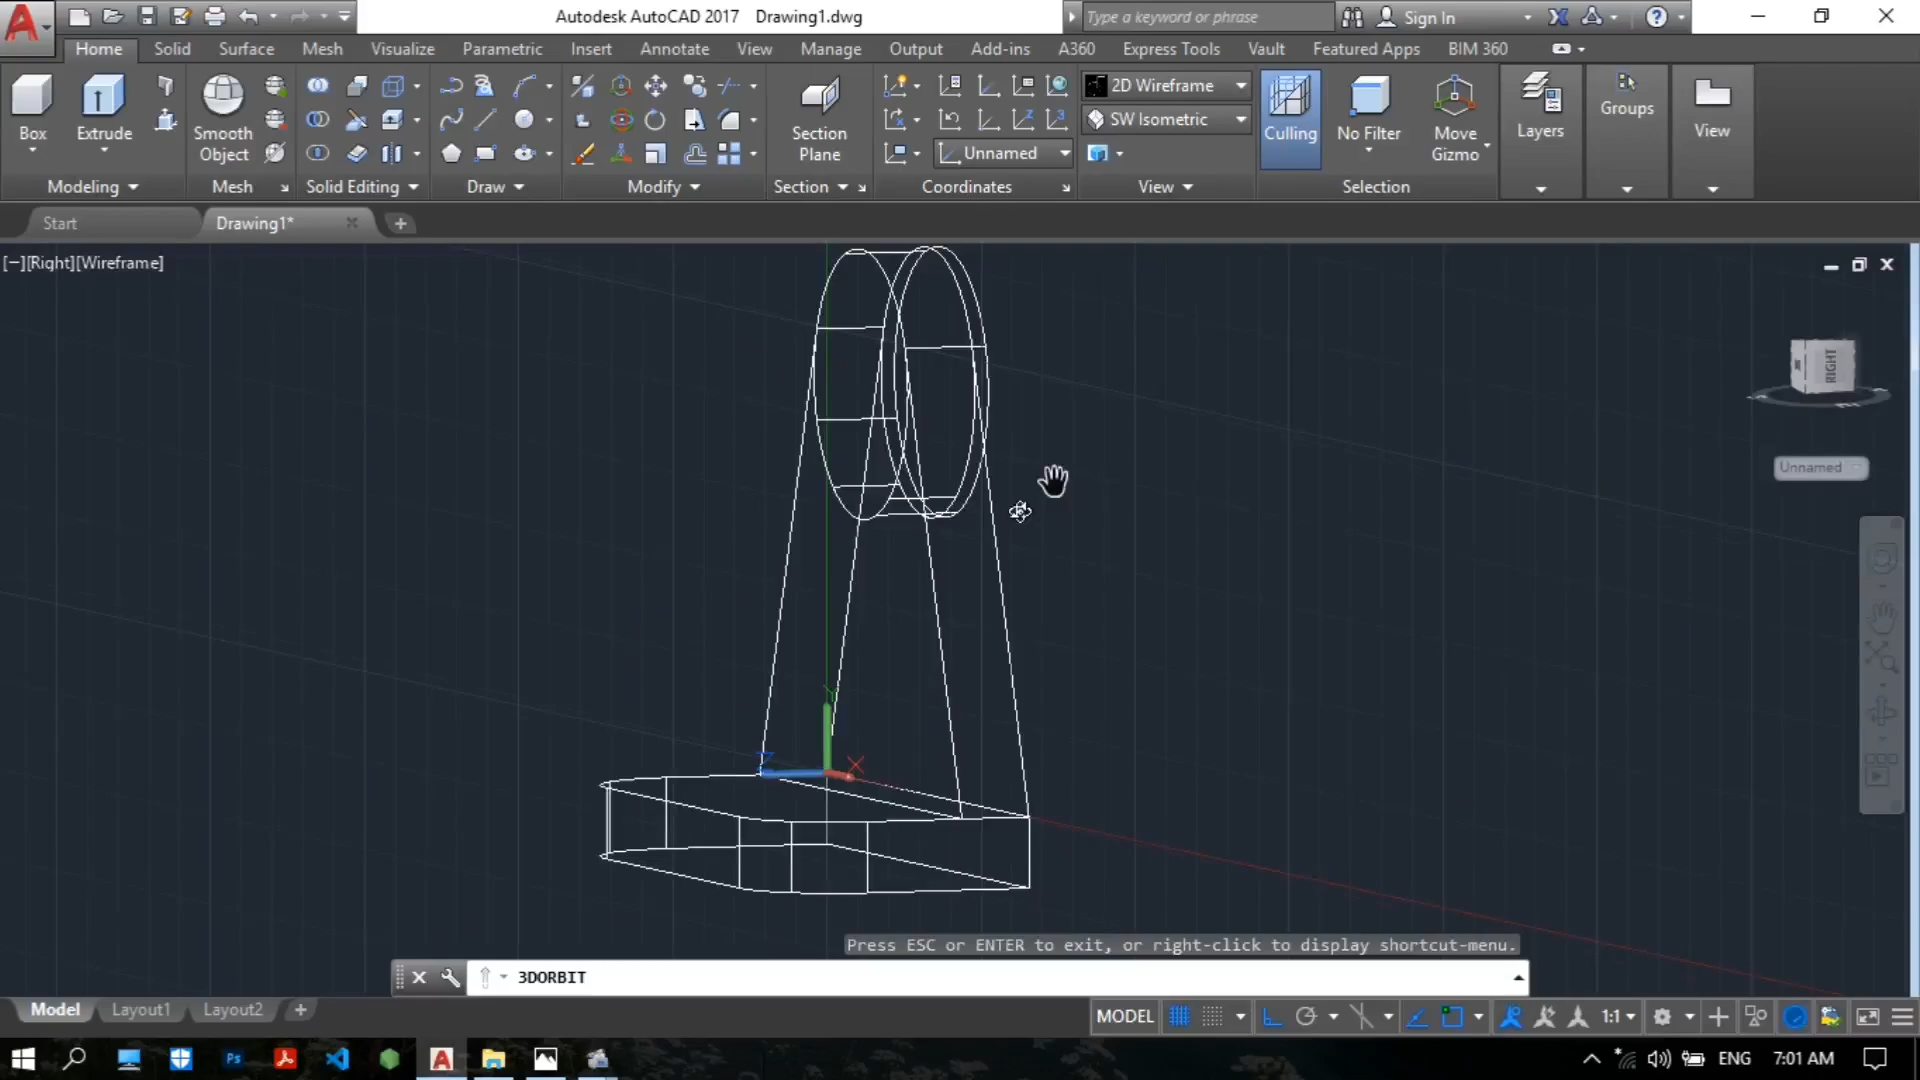 Autodesk AutoCAD 2017 Drawing1.dwg
Type a keyword or phrase
Sign In
Home Solid Surface Mesh Visualize Parametric Insert Annotate View Manage Output Add-ins A360 Express Tools Vault Featured Apps BIM 360
Box
Extrude
Smooth Object
Section Plane
Unnamed
2D Wireframe
SW Isometric
Culling
No Filter
Move Gizmo
Layers
Groups
View
Modeling
Mesh
Solid Editing
Draw
Modify
Section
Coordinates
View
Selection
Start
Drawing1*
[−][Right][Wireframe]
RIGHT
Unnamed
Y
Z
X
Press ESC or ENTER to exit, or right-click to display shortcut-menu.
3DORBIT
Model Layout1 Layout2
MODEL
1:1
ENG
7:01 AM